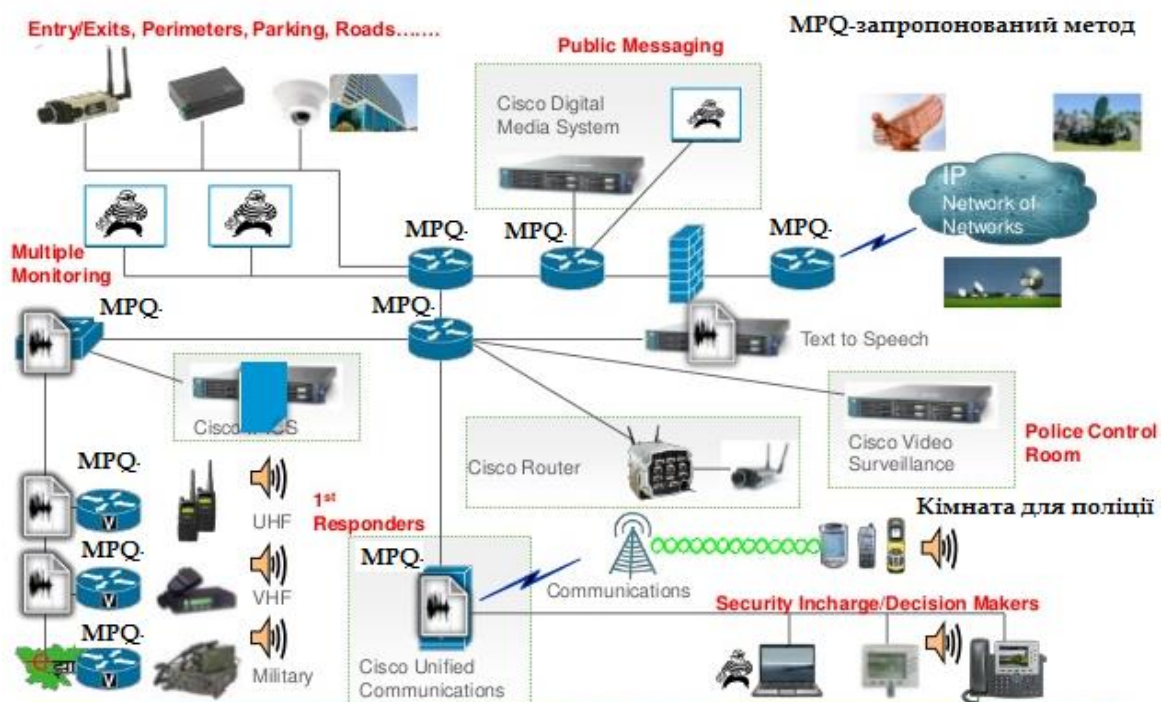 Entry/Exits, Perimeters, Parking, Roads…….
MPQ-запропонований метод
Public Messaging
Cisco Digital
Media System
IP
Network of
Networks
MPQ-
MPQ-
MPQ-
Multiple
Monitoring
MPQ-
MPQ-
Text to Speech
Cisco
CS
Cisco Video
Surveillance
Police Control
Room
Cisco Router
MPQ-
V
UHF
1st
Responders
Кімната для поліції
MPQ-
V
VHF
MPQ-
Communications
Security Incharge/Decision Makers
MPQ-
V
Military
Cisco Unified
Communications